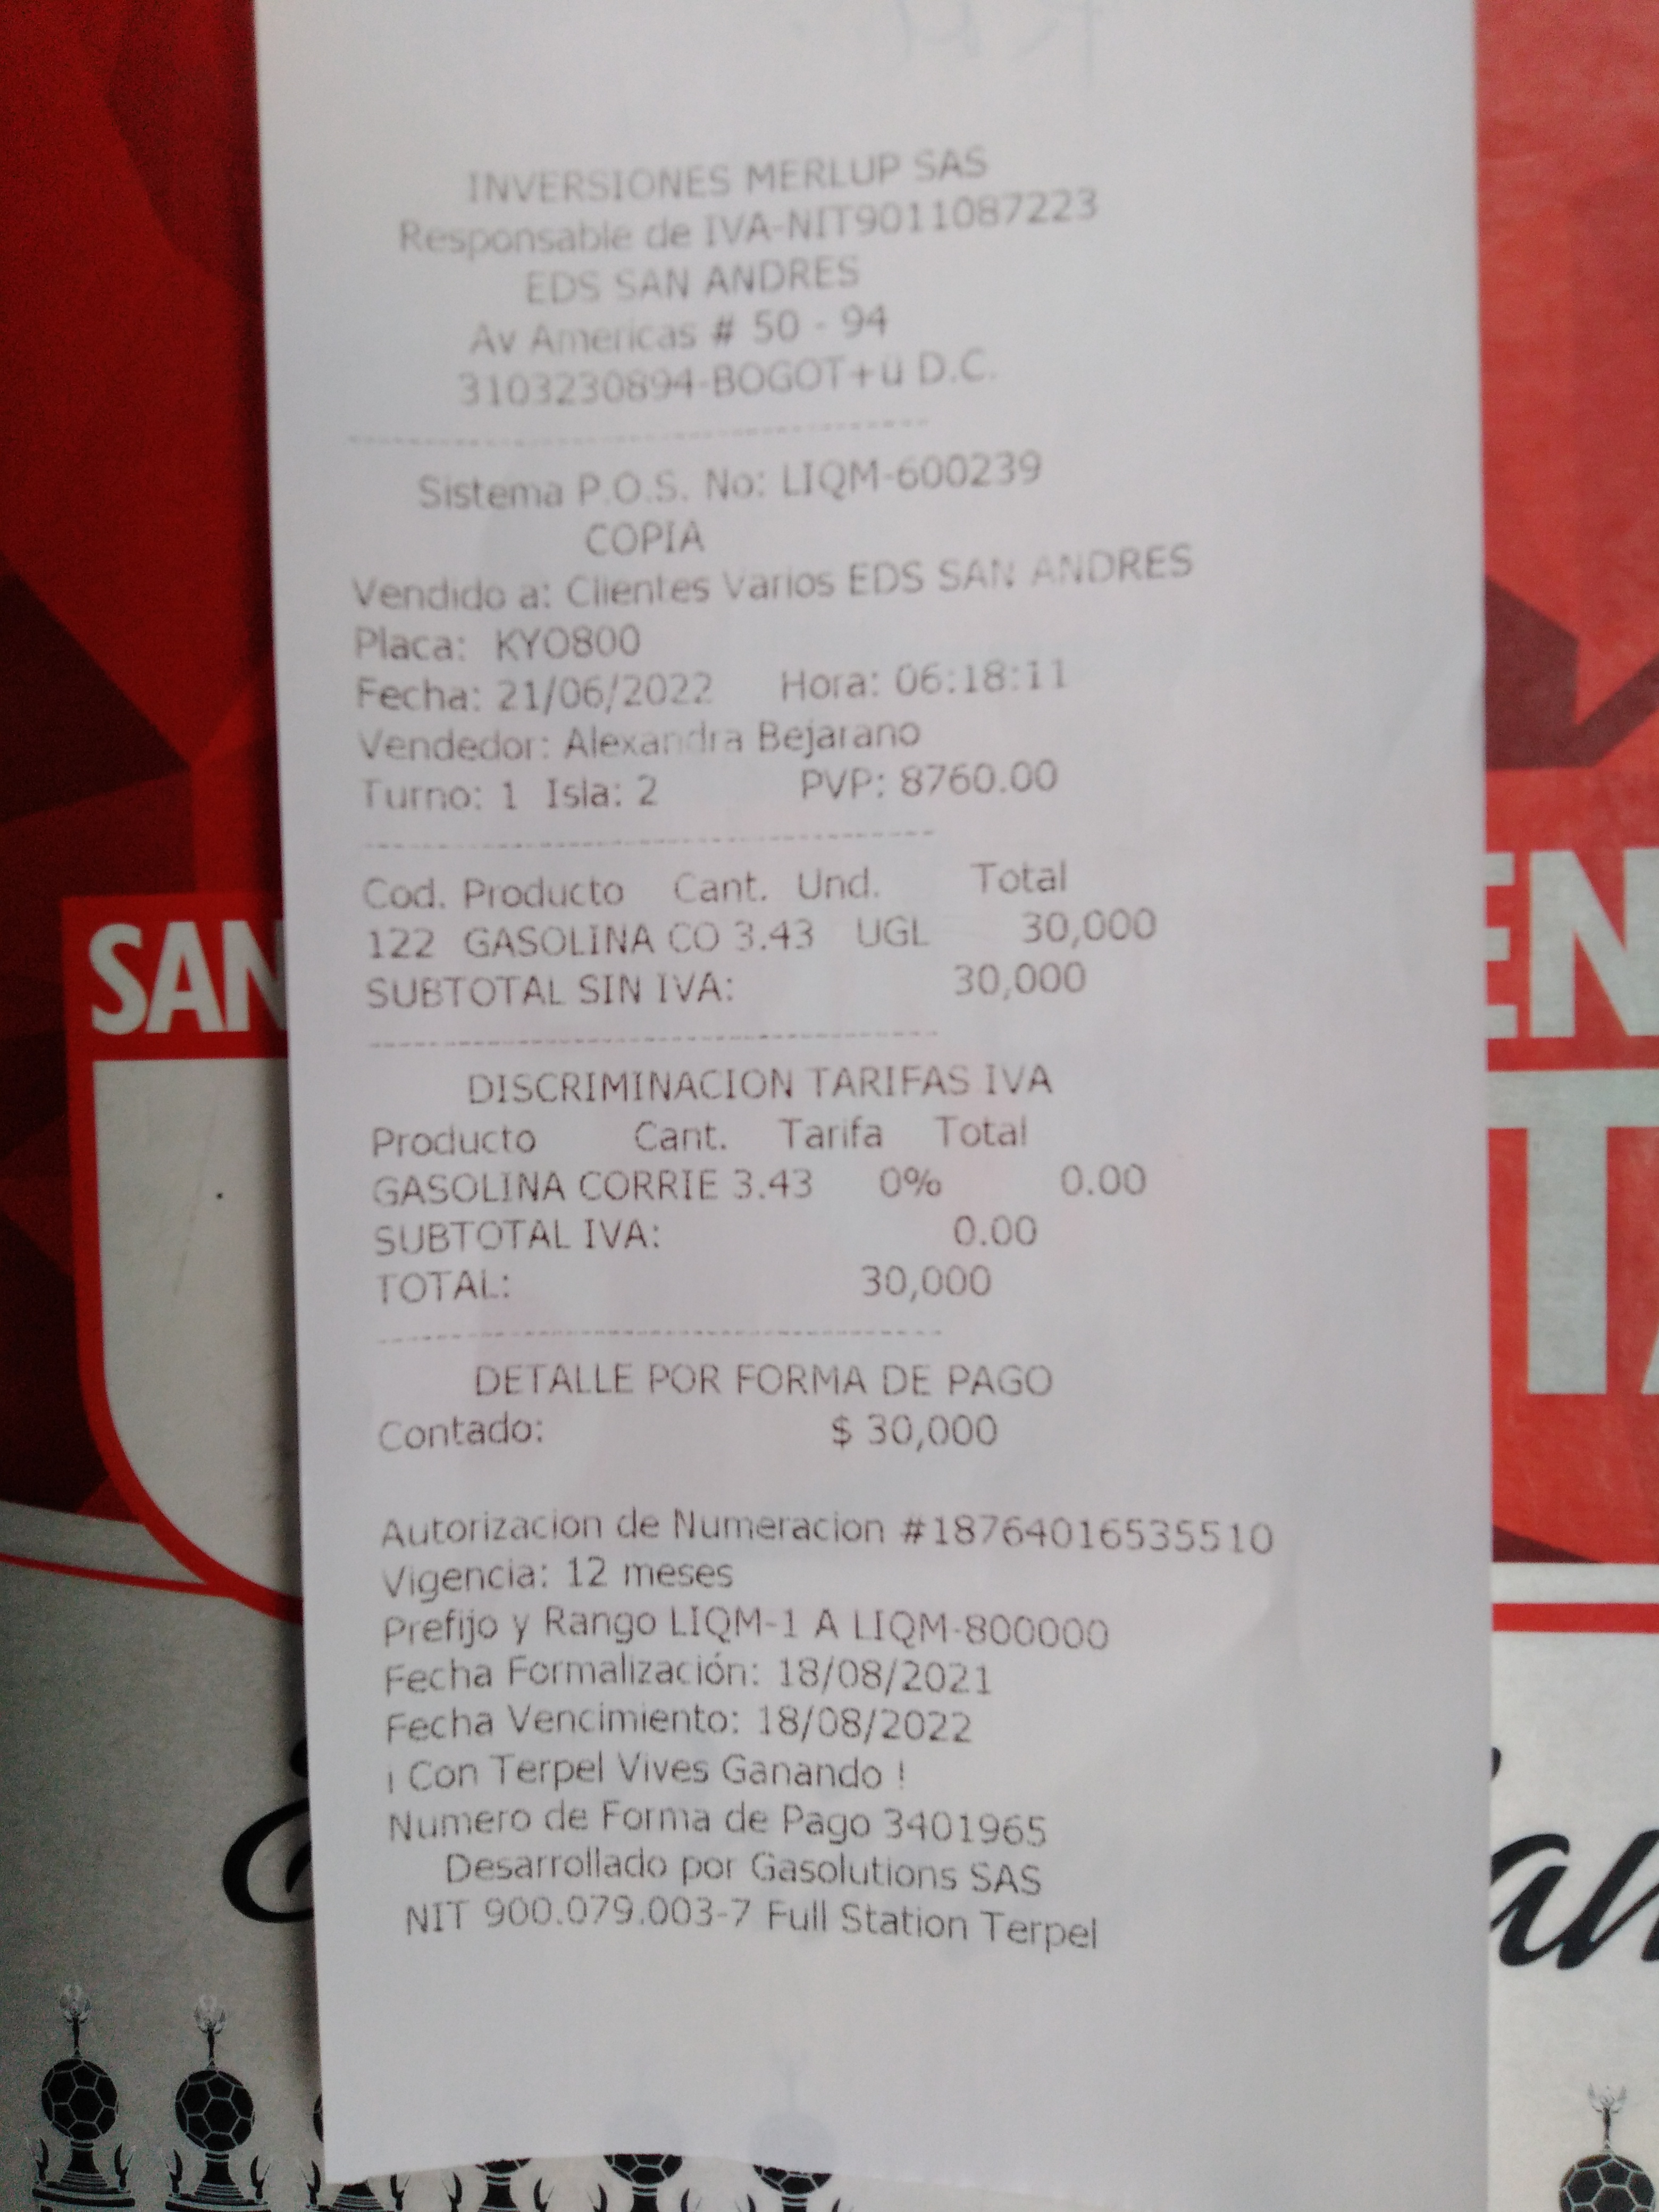 INVERSIONES MERLUP SAS
Responsable de IVA-NIT9011087223
EDS SAN ANDRES
Av Americas # 50 - 94
3103230894-BOGOT+ü D.C.
Sistema P.O.S. No: LIQM-600239
COPIA
Vendido a: Clientes Varios EDS SAN ANDRES
Placa: KYO800
Fecha: 21/06/2022 Hora: 06:18:11
Vendedor: Alexandra Bejarano
Turno: 1 Isla: 2 PVP: 8760.00
Cod. Producto Cant. Und. Total
122 GASOLINA CO 3.43 UGL 30,000
SUBTOTAL SIN IVA: 30,000
DISCRIMINACION TARIFAS IVA
Producto Cant. Tarifa Total
GASOLINA CORRIE 3.43 0% 0.00
SUBTOTAL IVA: 0.00
TOTAL: 30,000
DETALLE POR FORMA DE PAGO
Contado: $ 30,000
Autorizacion de Numeracion #18764016535510
Vigencia: 12 meses
Prefijo y Rango LIQM-1 A LIQM-800000
Fecha Formalización: 18/08/2021
Fecha Vencimiento: 18/08/2022
¡ Con Terpel Vives Ganando !
Numero de Forma de Pago 3401965
Desarrollado por Gasolutions SAS
NIT 900.079.003-7 Full Station Terpel
SAN